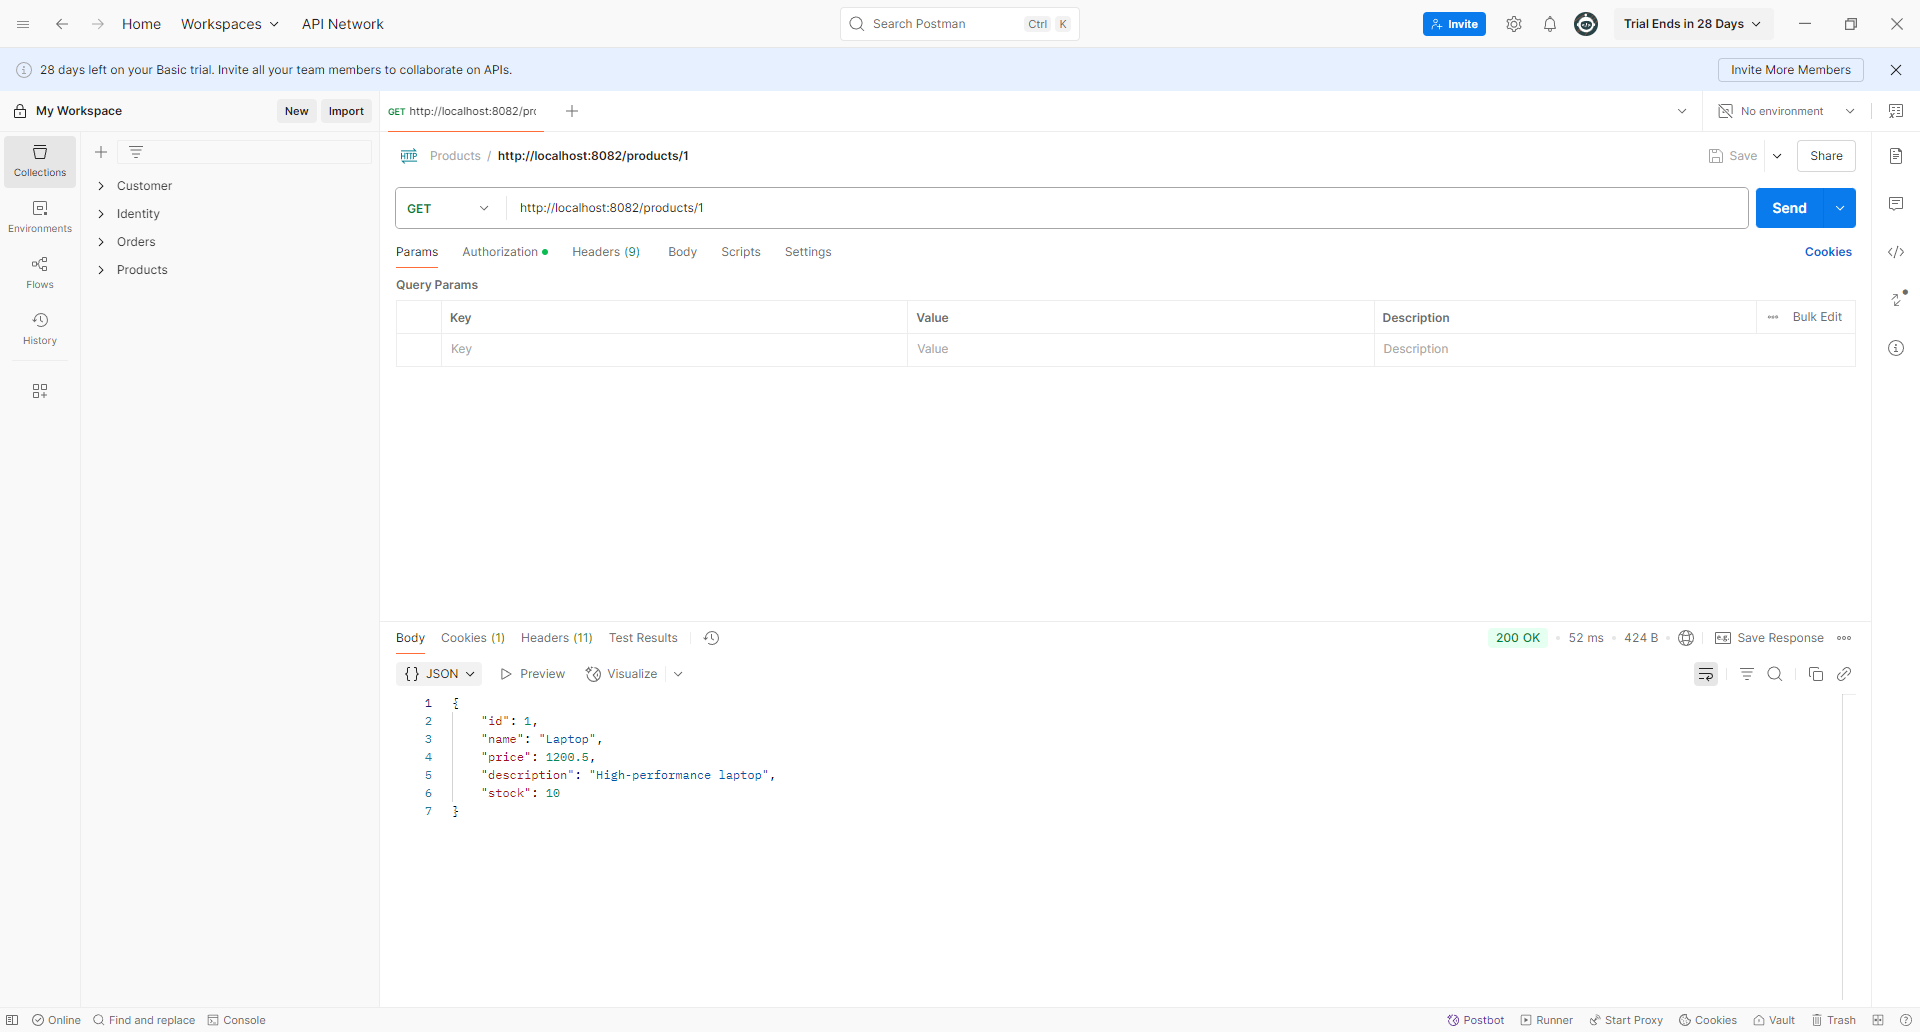 Home Workspaces API Network Search Postman Ctrl K Invite Trial Ends in 28 Days
28 days left on your Basic trial. Invite all your team members to collaborate on APIs. Invite More Members
My Workspace New Import GET http://localhost:8082/pro No environment
Collections
Environments
Flows
History
Customer
Identity
Orders
Products
HTTP Products / http://localhost:8082/products/1 Save Share
GET http://localhost:8082/products/1 Send
Params Authorization Headers (9) Body Scripts Settings Cookies
Query Params
Key Value Description Bulk Edit
Key Value Description
Body Cookies (1) Headers (11) Test Results 200 OK 52 ms 424 B e.g. Save Response
{} JSON Preview Visualize
1 {
2 "id": 1,
3 "name": "Laptop",
4 "price": 1200.5,
5 "description": "High-performance laptop",
6 "stock": 10
7 }
Online Find and replace Console Postbot Runner Start Proxy Cookies Vault Trash